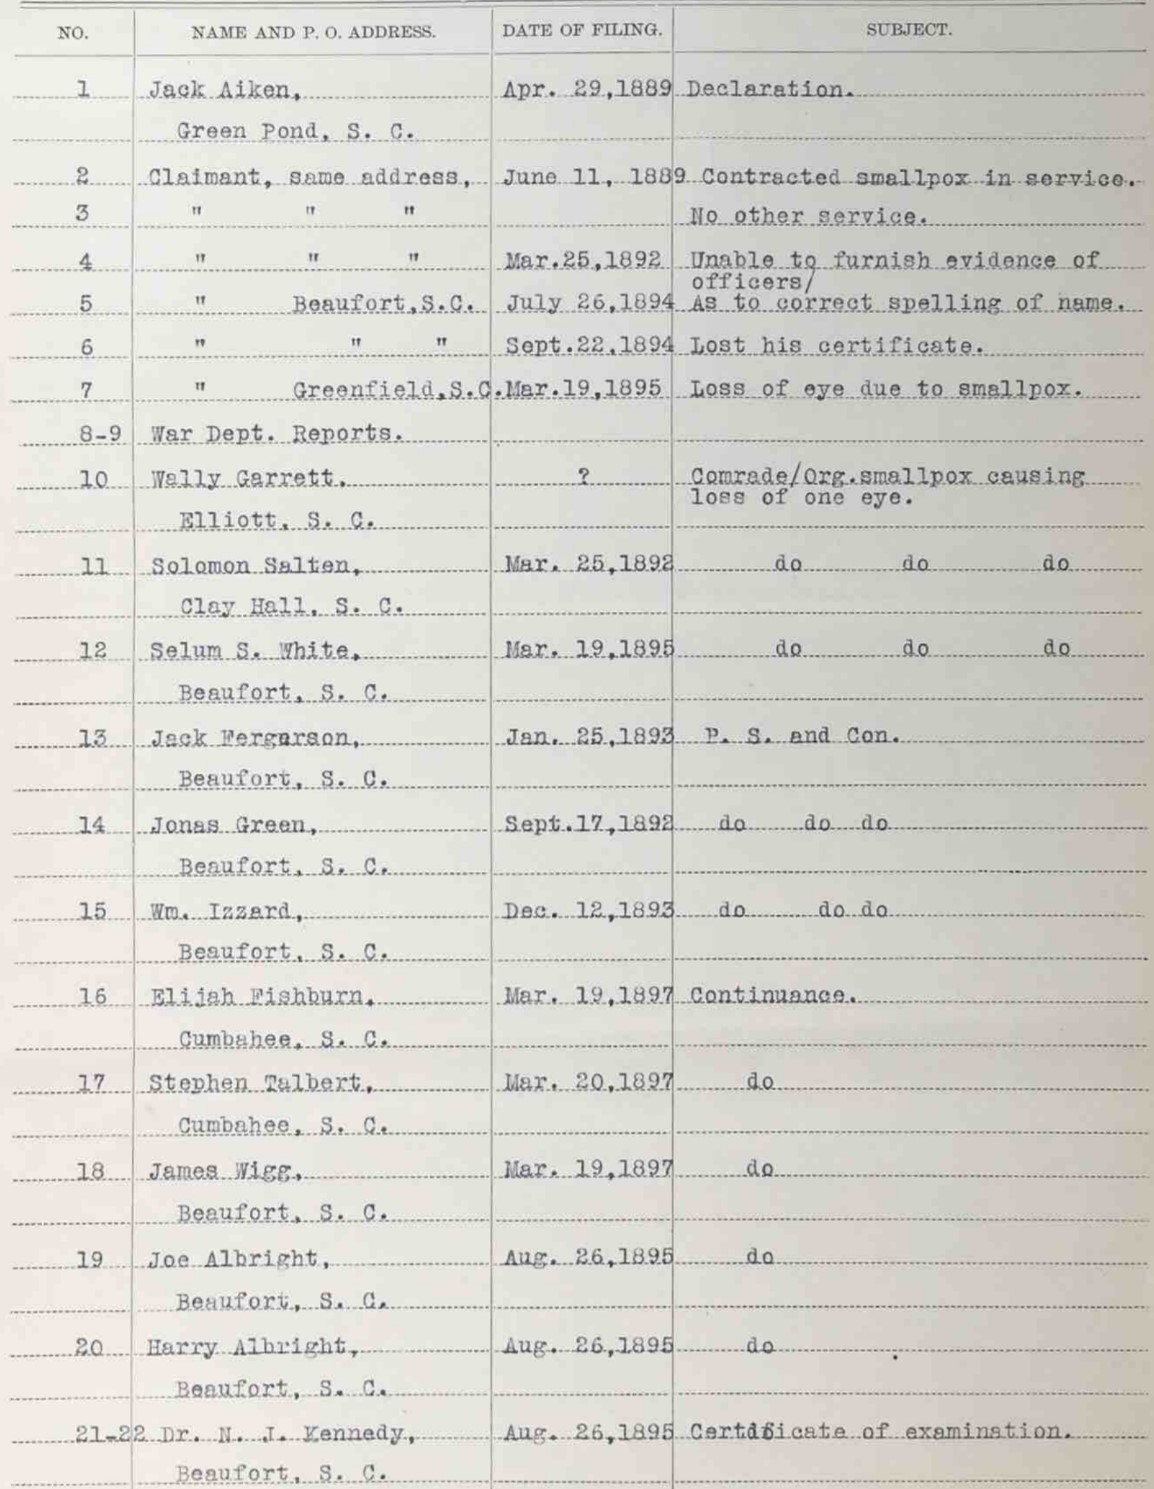 NO. NAME AND P. O. ADDRESS. DATE OF FILING. SUBJECT.
1 Jack Aiken, Apr. 29,1889 Declaration.
Green Pond, S. C.
2 Claimant, same address, June 11, 1889 Contracted smallpox in service.
3 " " " No other service.
4 " " " Mar.25,1892 Unable to furnish evidence of
officers/
5 " Beaufort,S.C. July 26,1894 As to correct spelling of name.
6 " " " Sept.22,1894 Lost his certificate.
7 " Greenfield,S.C.Mar.19,1895 Loss of eye due to smallpox.
8-9 War Dept. Reports.
10 Wally Garrett, ? Comrade/Org.smallpox causing
loss of one eye.
Elliott, S. C.
11 Solomon Salten, Mar. 25,1892 do do do
Clay Hall, S. C.
12 Selum S. White, Mar. 19,1895 do do do
Beaufort, S. C.
13 Jack Fergurson, Jan. 25,1893 P. S. and Con.
Beaufort, S. C.
14 Jonas Green, Sept.17,1892 do do do
Beaufort, S. C.
15 Wm. Izzard, Dec. 12,1893 do do do
Beaufort, S. C.
16 Elijah Fishburn, Mar. 19,1897 Continuance.
Cumbahee, S. C.
17 Stephen Talbert, Mar. 20,1897 do
Cumbahee, S. C.
18 James Wigg, Mar. 19,1897 do
Beaufort, S. C.
19 Joe Albright, Aug. 26,1895 do
Beaufort, S. C.
20 Harry Albright, Aug. 26,1895 do
Beaufort, S. C.
21-22 Dr. N. J. Kennedy, Aug. 26,1895 Certificate of examination.
Beaufort, S. C.